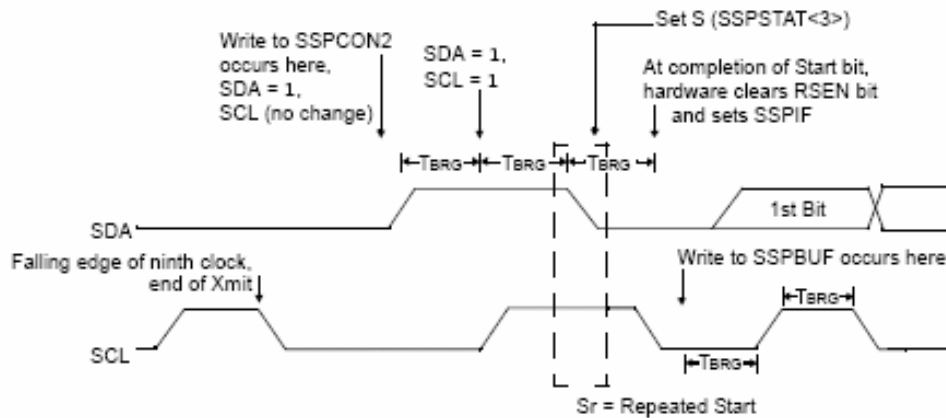 Set S (SSPSTAT<3>)
Write to SSPCON2
occurs here,
SDA = 1,
SCL (no change)
SDA = 1,
SCL = 1
At completion of Start bit,
hardware clears RSEN bit
and sets SSPIF
TBRG
TBRG
TBRG
SDA
1st Bit
Falling edge of ninth clock,
end of Xmit
Write to SSPBUF occurs here
TBRG
SCL
TBRG
Sr = Repeated Start